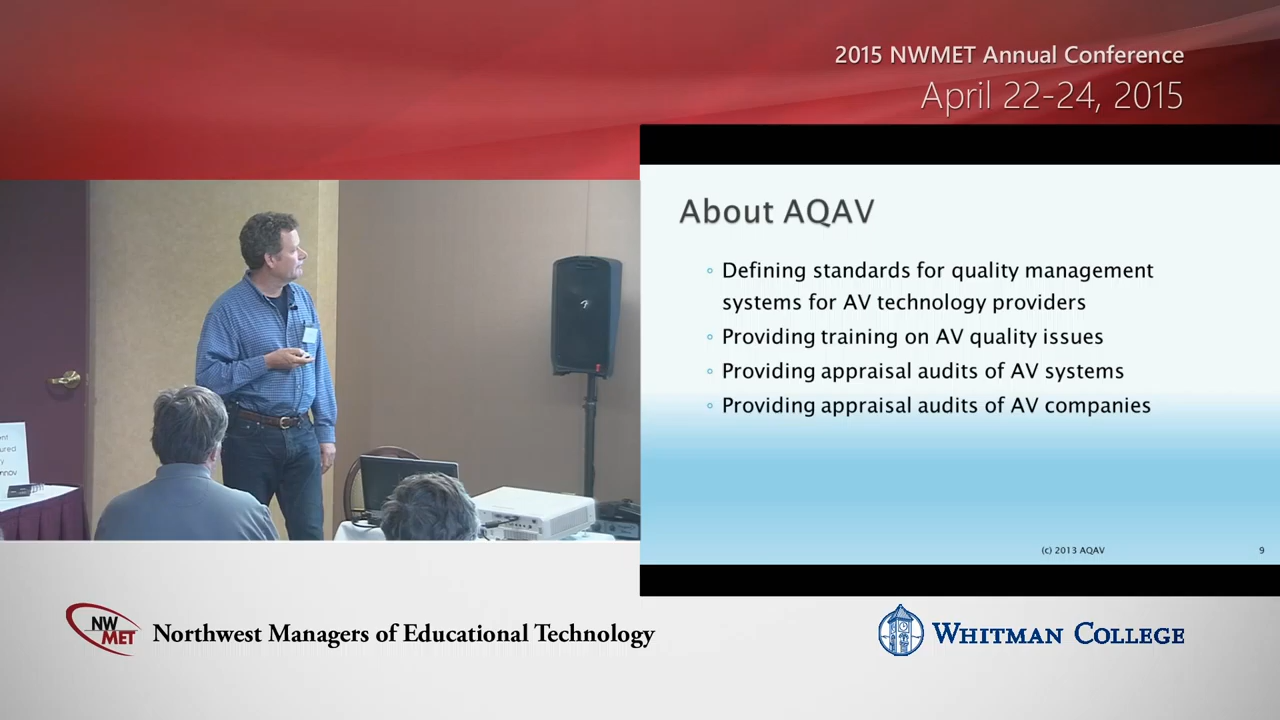 2015 NWMET Annual Conference
April 22-24, 2015
About AQAV
◦ Defining standards for quality management
systems for AV technology providers
◦ Providing training on AV quality issues
◦ Providing appraisal audits of AV systems
◦ Providing appraisal audits of AV companies
(c) 2013 AQAV 9
NW
MET
Northwest Managers of Educational Technology
WHITMAN COLLEGE